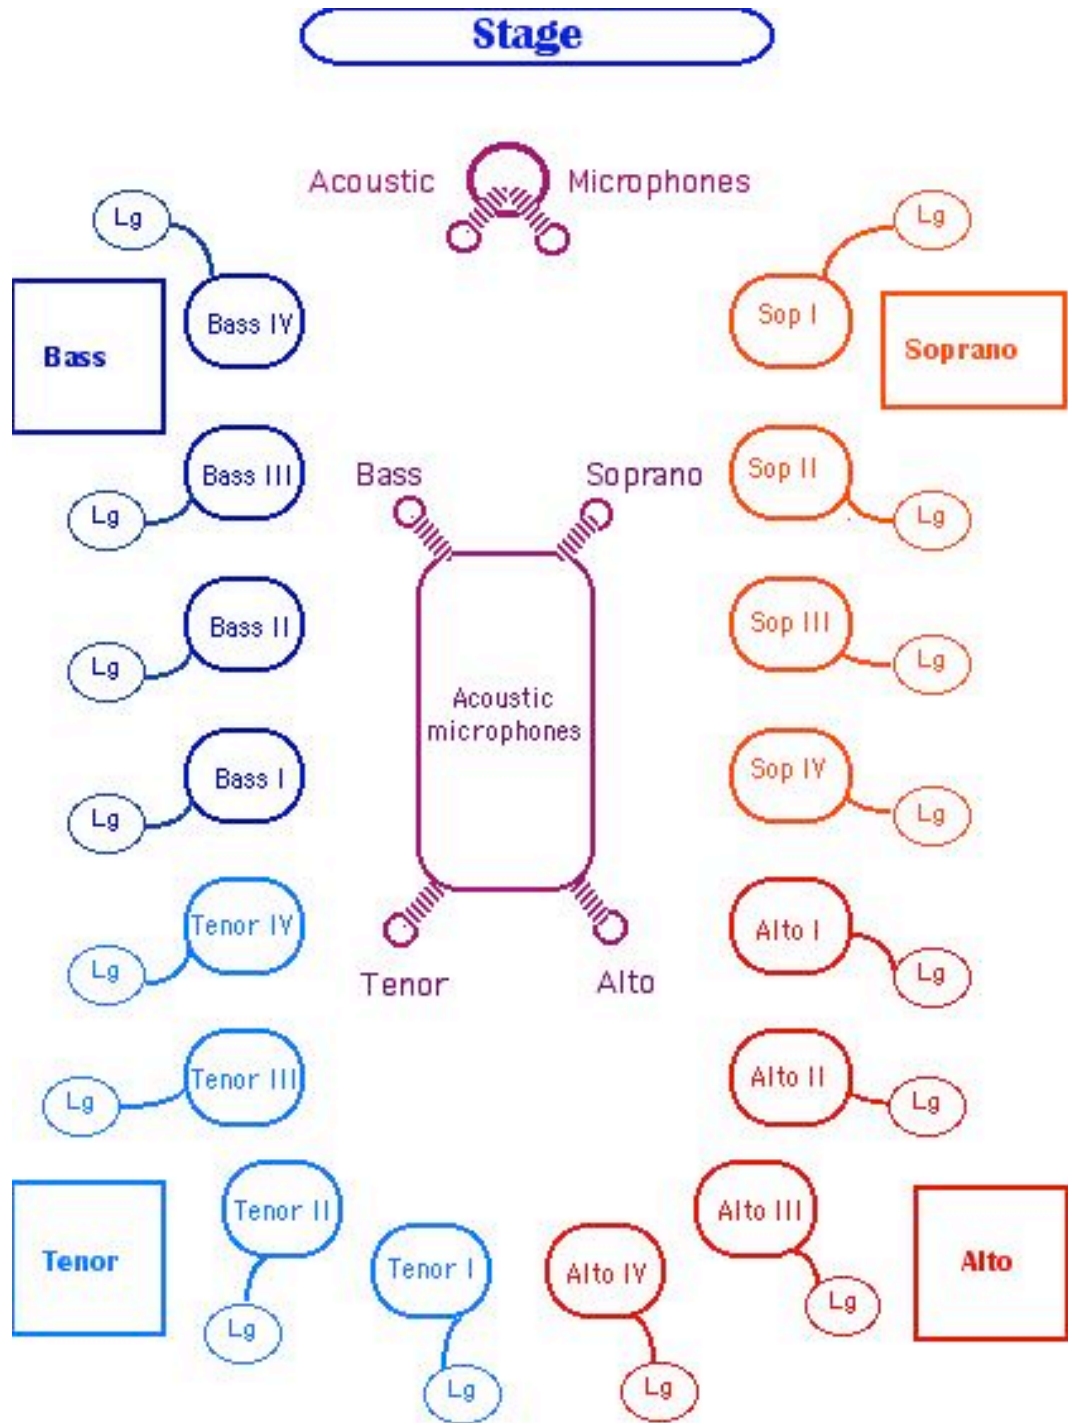 Stage
Acoustic Microphones
Lg
Lg
Bass IV
Sop I
Bass
Soprano
Bass III
Bass
Soprano
Sop II
Lg
Lg
Bass II
Sop III
Lg
Lg
Acoustic
microphones
Bass I
Sop IV
Lg
Lg
Tenor IV
Alto I
Lg
Lg
Tenor
Alto
Tenor III
Alto II
Lg
Lg
Tenor II
Alto III
Tenor
Tenor I
Alto IV
Alto
Lg
Lg
Lg
Lg